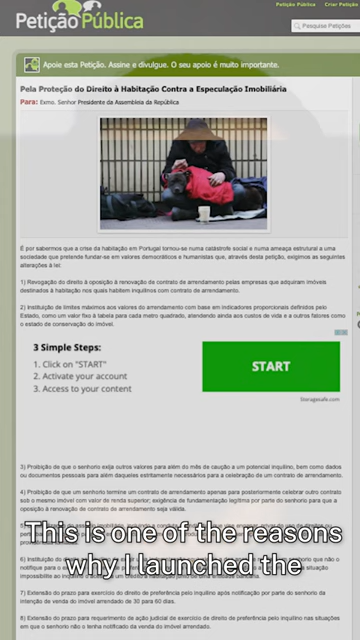 Petição Pública
Petição Pública Criar Petição
Pesquise Petições
Apoie esta Petição. Assine e divulgue. O seu apoio é muito importante.
Pela Proteção do Direito à Habitação Contra a Especulação Imobiliária
Para: Exmo. Senhor Presidente da Assembleia da República
É por sabermos que a crise da habitação em Portugal tornou-se numa catástrofe social e numa ameaça estrutural a uma
sociedade que pretende fundar-se em valores democráticos e humanistas que, através desta petição, exigimos as seguintes
alterações à lei:
1) Revogação do direito à oposição à renovação de contrato de arrendamento pelas empresas que adquiram imóveis
destinados à habitação nos quais habitem inquilinos com contrato de arrendamento.
2) Instituição de limites máximos aos valores do arrendamento com base em indicadores proporcionais definidos pelo
Estado, como um valor fixo à tabela para cada metro quadrado, atendendo ainda aos custos de vida e a outros fatores como
o estado de conservação do imóvel.
3 Simple Steps:
1. Click on "START"
2. Activate your account
3. Access to your content
START
Storagesafe.com
3) Proibição de que o senhorio exija outros valores para além do mês de caução a um potencial inquilino, bem como dados
ou documentos pessoais para além daqueles estritamente necessários para a celebração de um contrato de arrendamento.
4) Proibição de que um senhorio termine um contrato de arrendamento apenas para posteriormente celebrar outro contrato
sob o mesmo imóvel com valor de renda superior; exigência de fundamentação legítima por parte do senhorio para que a
oposição à renovação de contrato de arrendamento seja válida.
This is one of the reasons
why I launched the
7) Extensão do prazo para exercício do direito de preferência pelo inquilino após notificação por parte do senhorio da
intenção de venda do imóvel arrendado de 30 para 60 dias.
8) Extensão do prazo para requerimento de ação judicial de exercício do direito de preferência pelo inquilino nas situações
em que o senhorio não o tenha notificado da venda do imóvel arrendado.